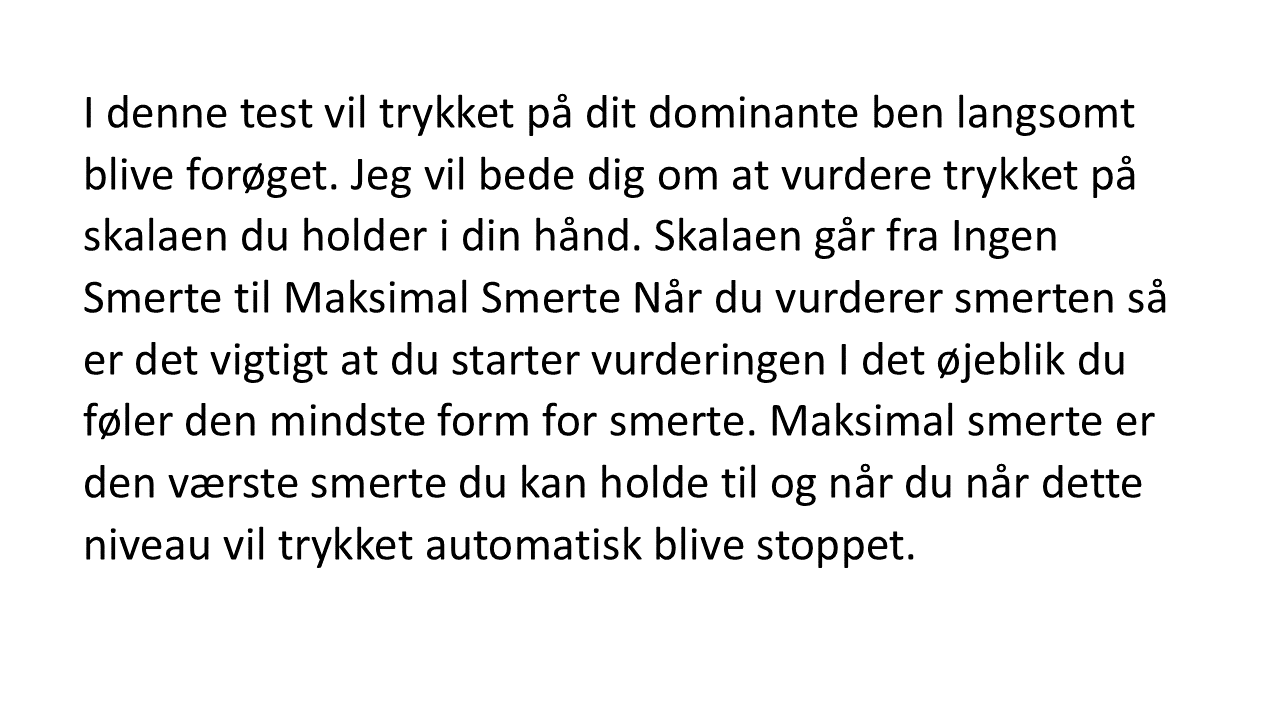 I denne test vil trykket på dit dominante ben langsomt
blive forøget. Jeg vil bede dig om at vurdere trykket på
skalaen du holder i din hånd. Skalaen går fra Ingen
Smerte til Maksimal Smerte Når du vurderer smerten så
er det vigtigt at du starter vurderingen I det øjeblik du
føler den mindste form for smerte. Maksimal smerte er
den værste smerte du kan holde til og når du når dette
niveau vil trykket automatisk blive stoppet.